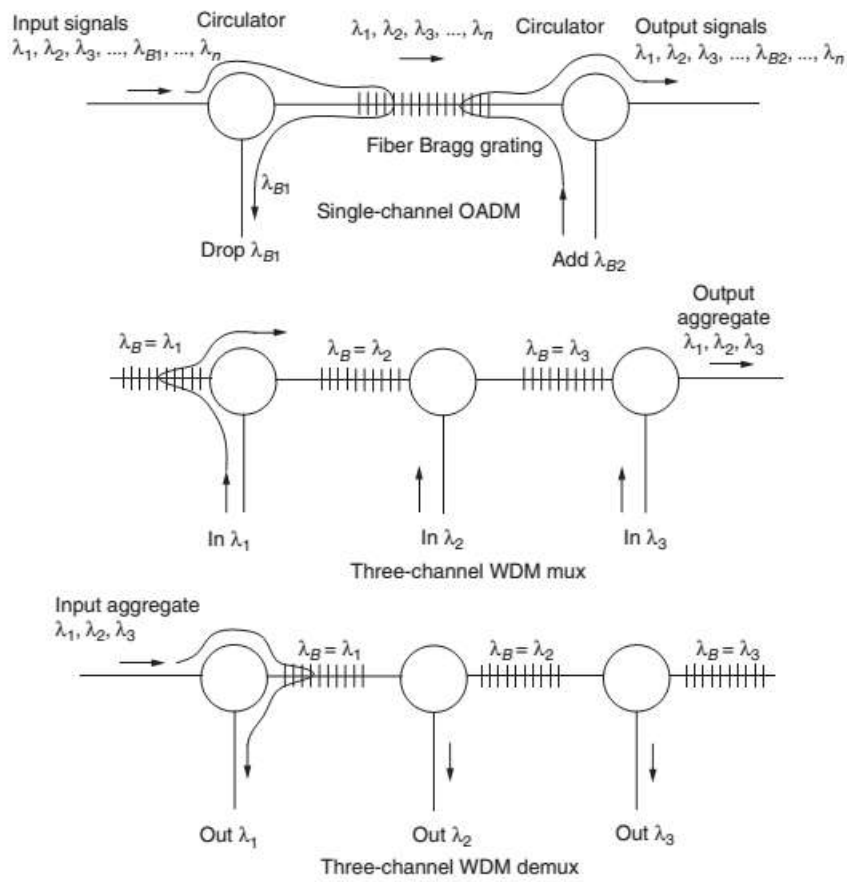 Input signals
λ1, λ2, λ3, ..., λB1, ..., λn
Circulator
λ1, λ2, λ3, ..., λn
Circulator
Output signals
λ1, λ2, λ3, ..., λB2, ..., λn
Fiber Bragg grating
λB1
Single-channel OADM
Drop λB1
Add λB2
Output
aggregate
λ1, λ2, λ3
λB = λ1
λB = λ2
λB = λ3
In λ1
In λ2
In λ3
Three-channel WDM mux
Input aggregate
λ1, λ2, λ3
λB = λ1
λB = λ2
λB = λ3
Out λ1
Out λ2
Out λ3
Three-channel WDM demux